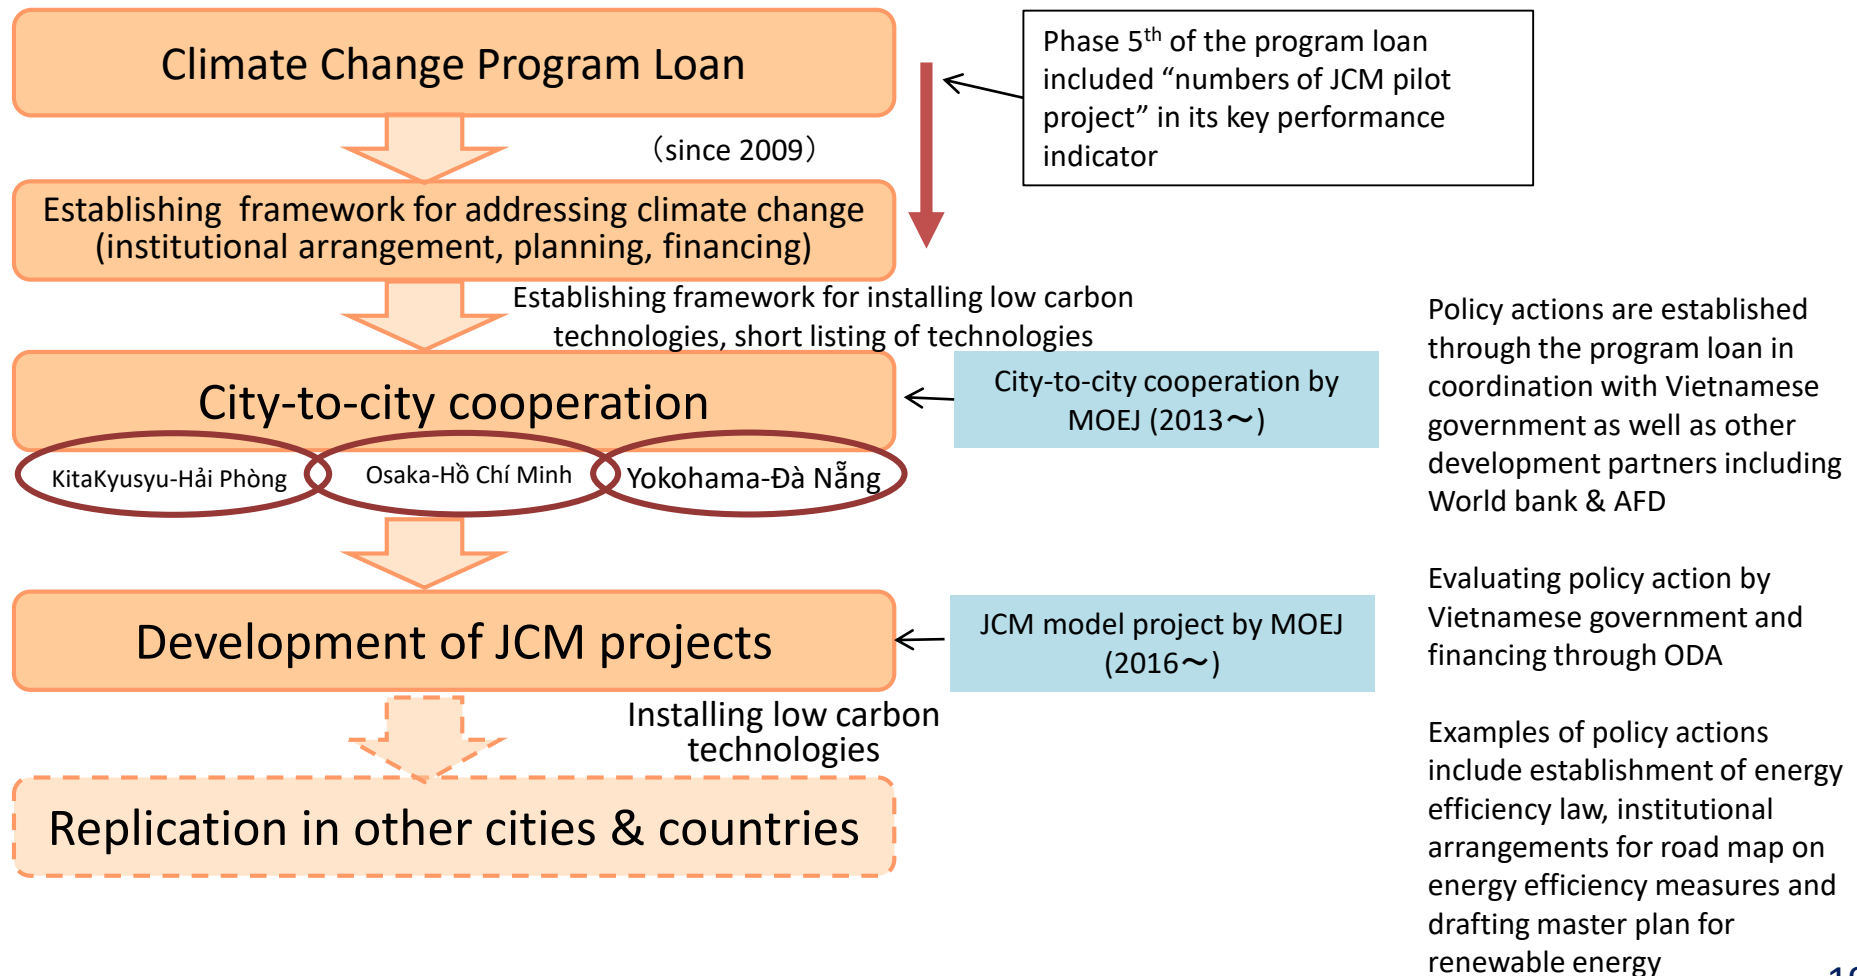 Climate Change Program Loan
（since 2009）
Phase 5th of the program loan
included “numbers of JCM pilot
project” in its key performance
indicator
Establishing framework for addressing climate change
(institutional arrangement, planning, financing)
Establishing framework for installing low carbon
technologies, short listing of technologies
City-to-city cooperation
City-to-city cooperation by
MOEJ (2013～)
KitaKyusyu-Hải Phòng
Osaka-Hồ Chí Minh
Yokohama-Đà Nẵng
Development of JCM projects
JCM model project by MOEJ
(2016～)
Installing low carbon
technologies
Replication in other cities & countries
Policy actions are established
through the program loan in
coordination with Vietnamese
government as well as other
development partners including
World bank & AFD
Evaluating policy action by
Vietnamese government and
financing through ODA
Examples of policy actions
include establishment of energy
efficiency law, institutional
arrangements for road map on
energy efficiency measures and
drafting master plan for
renewable energy